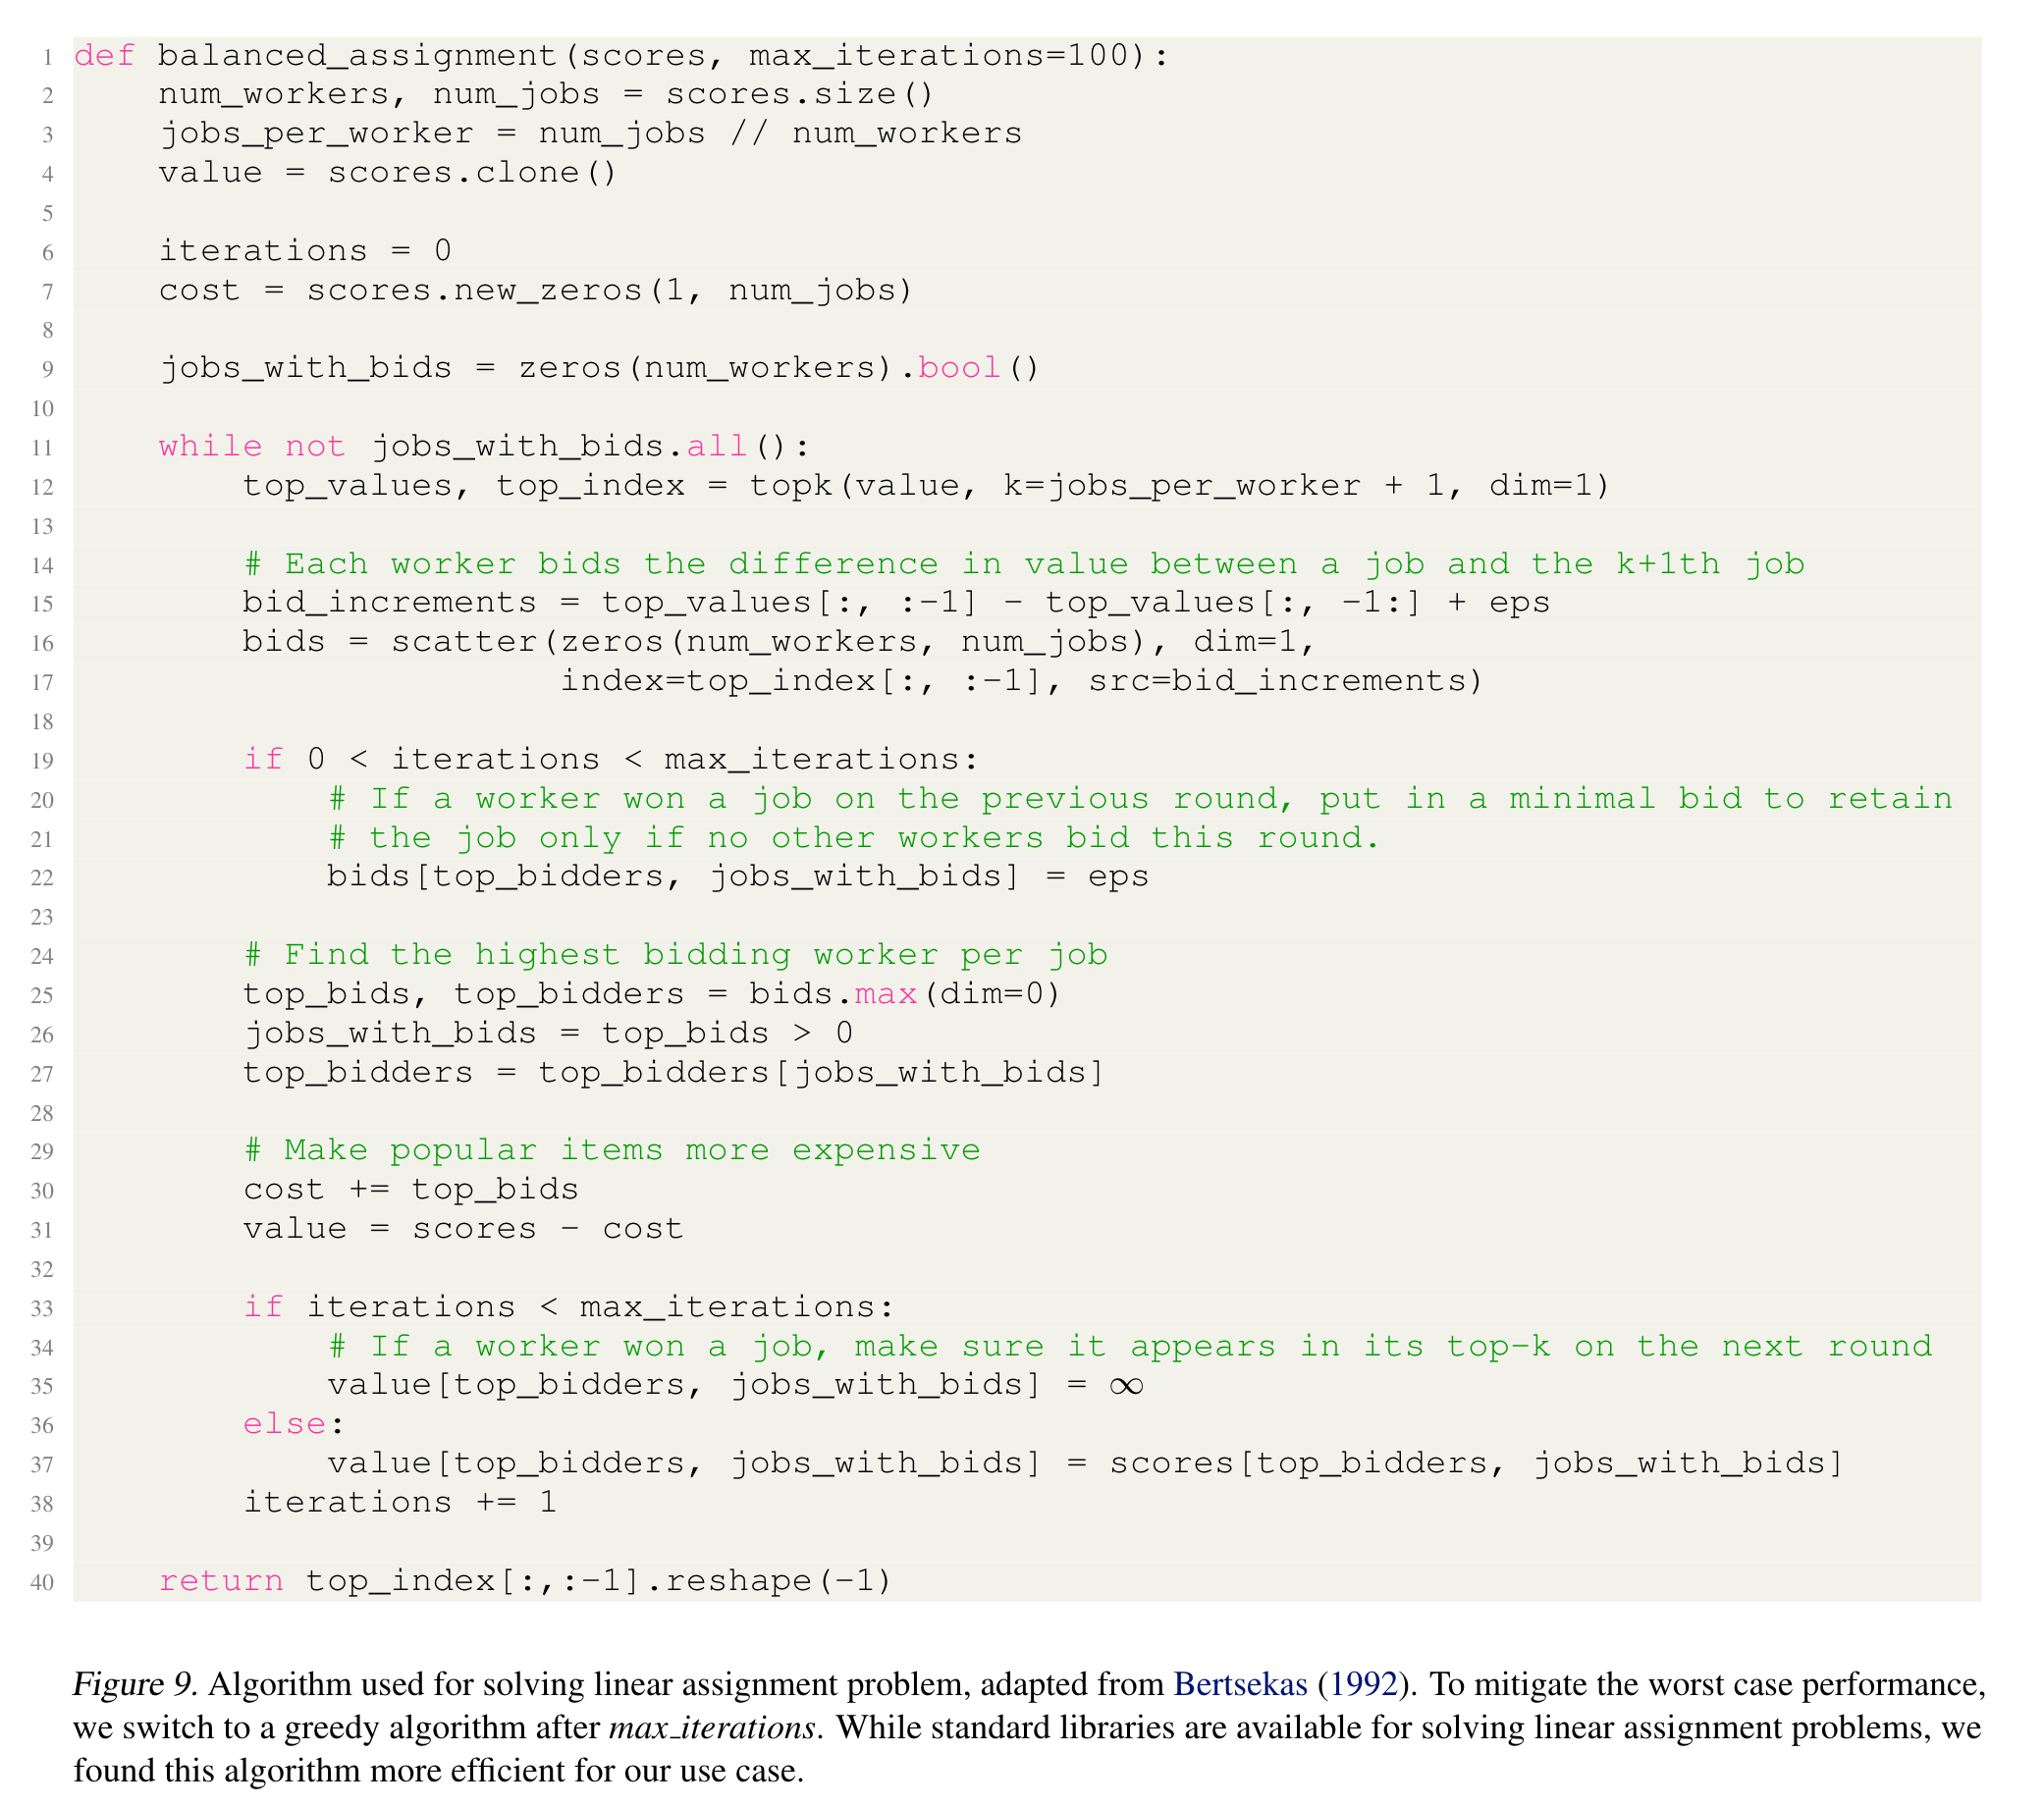 1 def balanced_assignment(scores, max_iterations=100):
2     num_workers, num_jobs = scores.size()
3     jobs_per_worker = num_jobs // num_workers
4     value = scores.clone()
5
6     iterations = 0
7     cost = scores.new_zeros(1, num_jobs)
8
9     jobs_with_bids = zeros(num_workers).bool()
10
11     while not jobs_with_bids.all():
12         top_values, top_index = topk(value, k=jobs_per_worker + 1, dim=1)
13
14         # Each worker bids the difference in value between a job and the k+1th job
15         bid_increments = top_values[:, :-1] - top_values[:, -1:] + eps
16         bids = scatter(zeros(num_workers, num_jobs), dim=1,
17                        index=top_index[:, :-1], src=bid_increments)
18
19         if 0 < iterations < max_iterations:
20             # If a worker won a job on the previous round, put in a minimal bid to retain
21             # the job only if no other workers bid this round.
22             bids[top_bidders, jobs_with_bids] = eps
23
24         # Find the highest bidding worker per job
25         top_bids, top_bidders = bids.max(dim=0)
26         jobs_with_bids = top_bids > 0
27         top_bidders = top_bidders[jobs_with_bids]
28
29         # Make popular items more expensive
30         cost += top_bids
31         value = scores - cost
32
33         if iterations < max_iterations:
34             # If a worker won a job, make sure it appears in its top-k on the next round
35             value[top_bidders, jobs_with_bids] = ∞
36         else:
37             value[top_bidders, jobs_with_bids] = scores[top_bidders, jobs_with_bids]
38         iterations += 1
39
40     return top_index[:,:-1].reshape(-1)
Figure 9. Algorithm used for solving linear assignment problem, adapted from Bertsekas (1992). To mitigate the worst case performance,
we switch to a greedy algorithm after max_iterations. While standard libraries are available for solving linear assignment problems, we
found this algorithm more efficient for our use case.